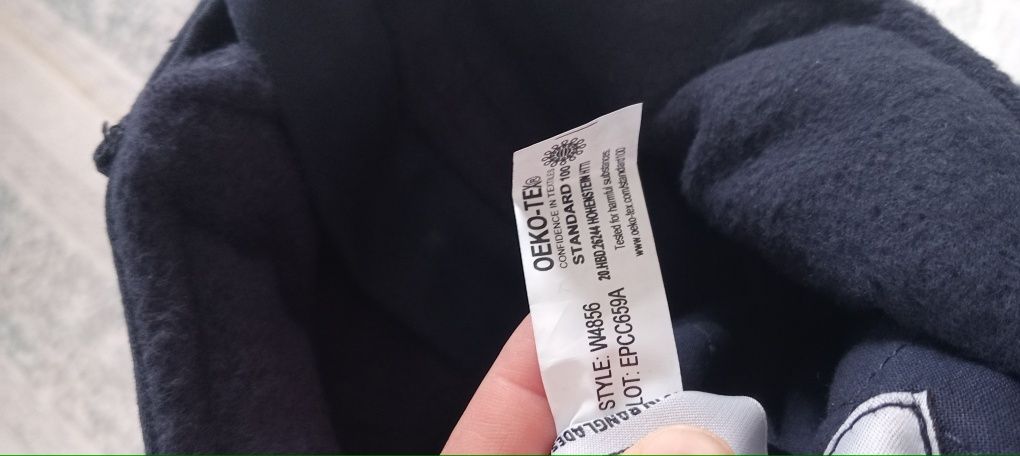 OEKO-TEX®
CONFIDENCE IN TEXTILES
STANDARD 100
20.HBD.26244 HOHENSTEIN HTTI
Tested for harmful substances.
www.oeko-tex.com/standard100
STYLE: W4856
LOT: EPCC659A